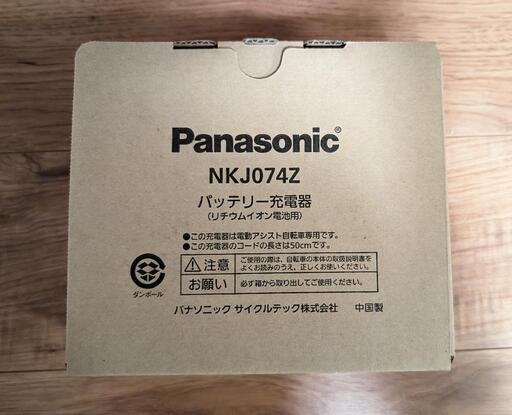 Panasonic®
NKJ074Z
バッテリー充電器
(リチウムイオン電池用)
●この充電器は電動アシスト自転車専用です。
●この充電器のコードの長さは50cmです。
注意 ご使用の際は、自転車の本体の取扱説明書を
よくお読みのうえ、正しくお使いください。
お願い 必ず箱から取り出してご使用ください。
ダンボール
パナソニック サイクルテック株式会社 中国製